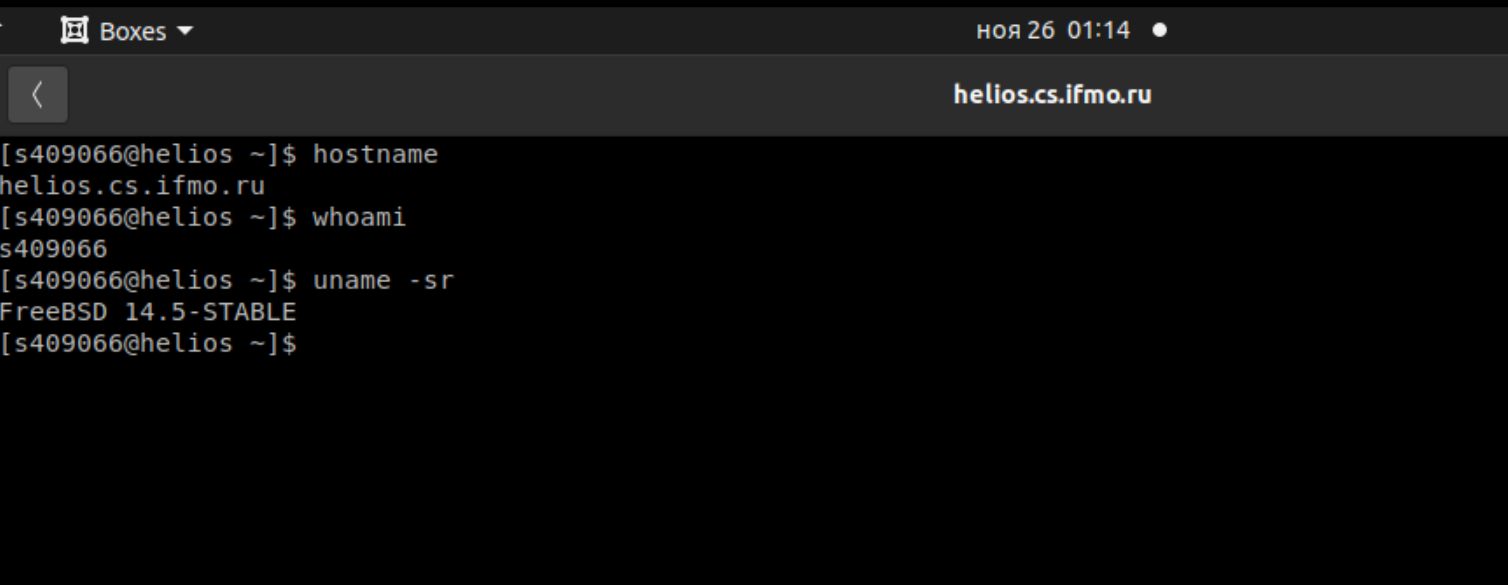 Boxes
ноя 26 01:14
helios.cs.ifmo.ru
[s409066@helios ~]$ hostname
helios.cs.ifmo.ru
[s409066@helios ~]$ whoami
s409066
[s409066@helios ~]$ uname -sr
FreeBSD 14.5-STABLE
[s409066@helios ~]$